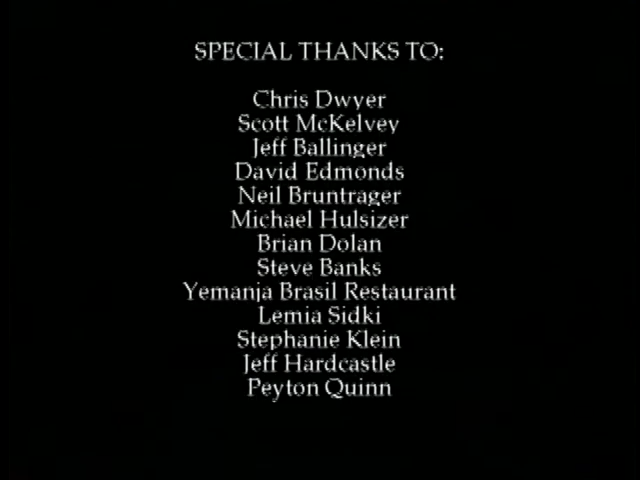 SPECIAL THANKS TO:
Chris Dwyer
Scott McKelvey
Jeff Ballinger
David Edmonds
Neil Bruntrager
Michael Hulsizer
Brian Dolan
Steve Banks
Yemanja Brasil Restaurant
Lemia Sidki
Stephanie Klein
Jeff Hardcastle
Peyton Quinn